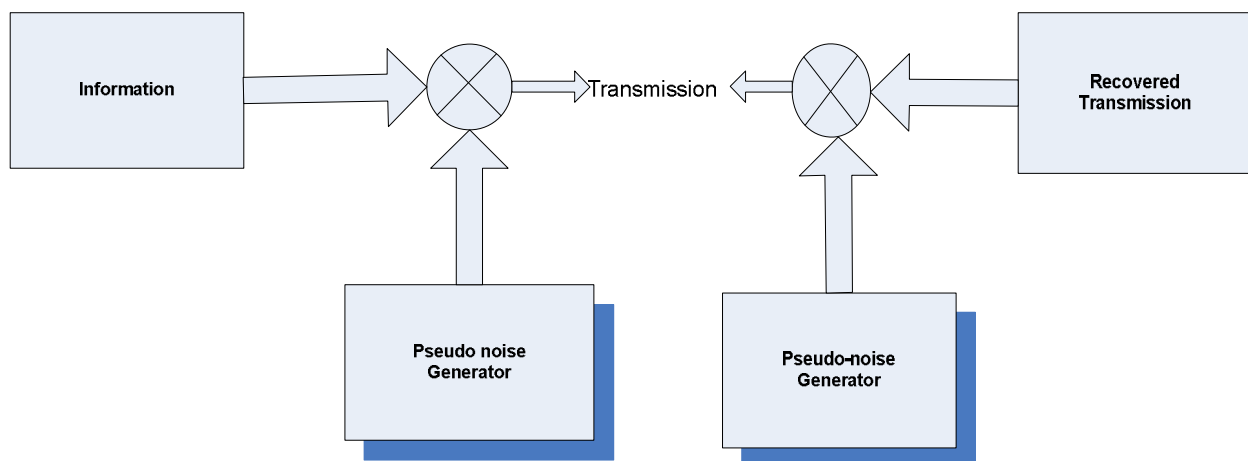 Information
Transmission
Recovered
Transmission
Pseudo noise
Generator
Pseudo-noise
Generator